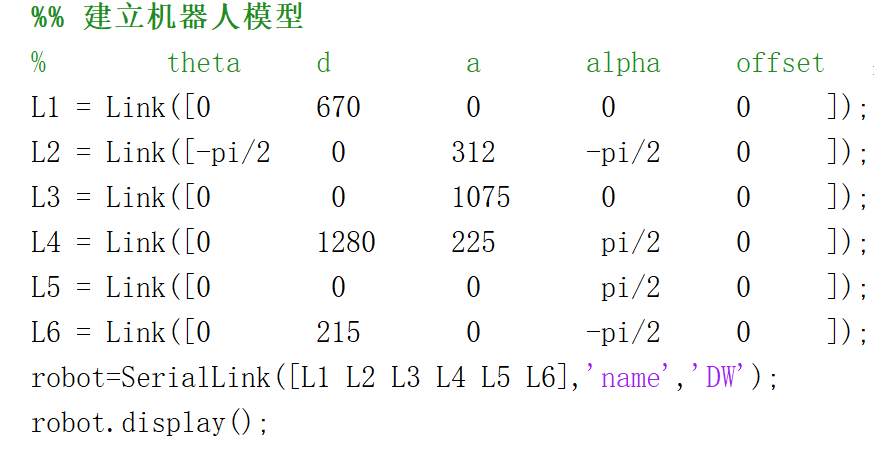 %% 建立机器人模型
% theta d a alpha offset
L1 = Link([0 670 0 0 0 ]);
L2 = Link([-pi/2 0 312 -pi/2 0 ]);
L3 = Link([0 0 1075 0 0 ]);
L4 = Link([0 1280 225 pi/2 0 ]);
L5 = Link([0 0 0 pi/2 0 ]);
L6 = Link([0 215 0 -pi/2 0 ]);
robot=SerialLink([L1 L2 L3 L4 L5 L6],'name','DW');
robot.display();